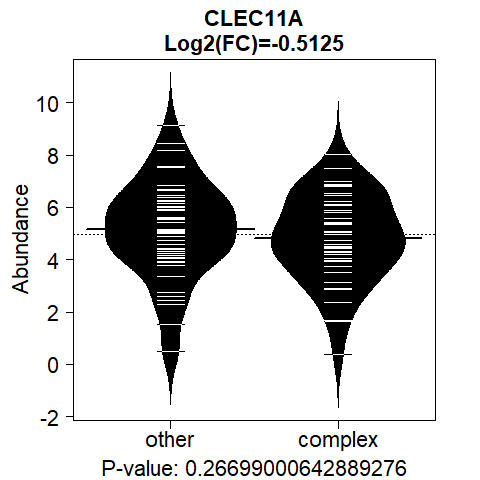 CLEC11A
Log2(FC)=-0.5125
Abundance
10
8
6
4
2
0
-2
other complex
P-value: 0.26699000642889276